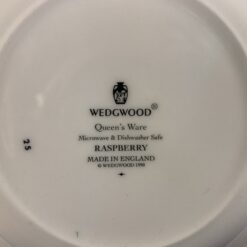 WEDGWOOD®
Queen's Ware
Microwave & Dishwasher Safe
RASPBERRY
MADE IN ENGLAND
© WEDGWOOD 1998
25